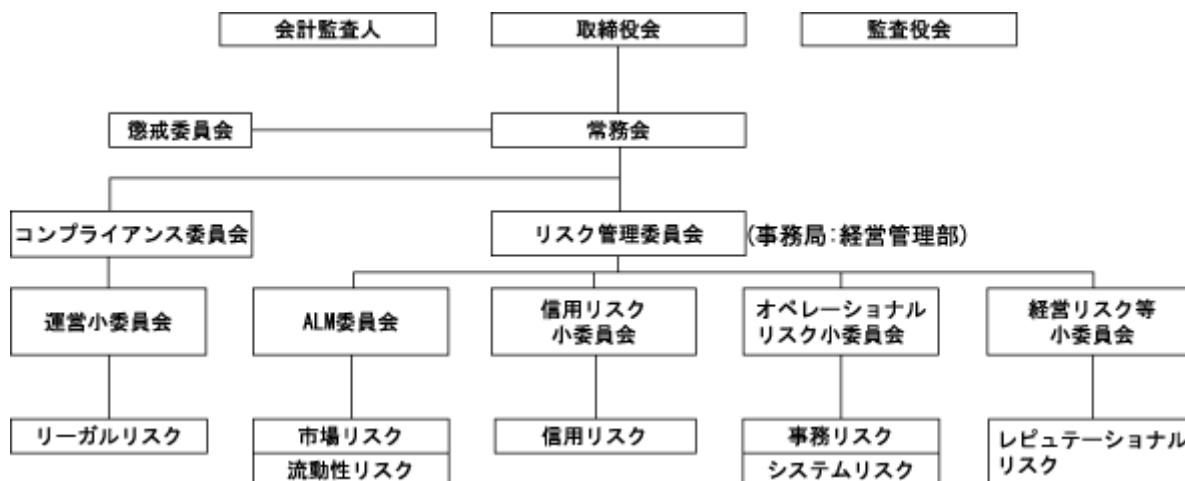 会計監査人
取締役会
監査役会
懲戒委員会
常務会
コンプライアンス委員会
リスク管理委員会
(事務局:経営管理部)
運営小委員会
ALM委員会
信用リスク
小委員会
オペレーショナル
リスク小委員会
経営リスク等
小委員会
リーガルリスク
市場リスク
流動性リスク
信用リスク
事務リスク
システムリスク
レピュテーショナル
リスク